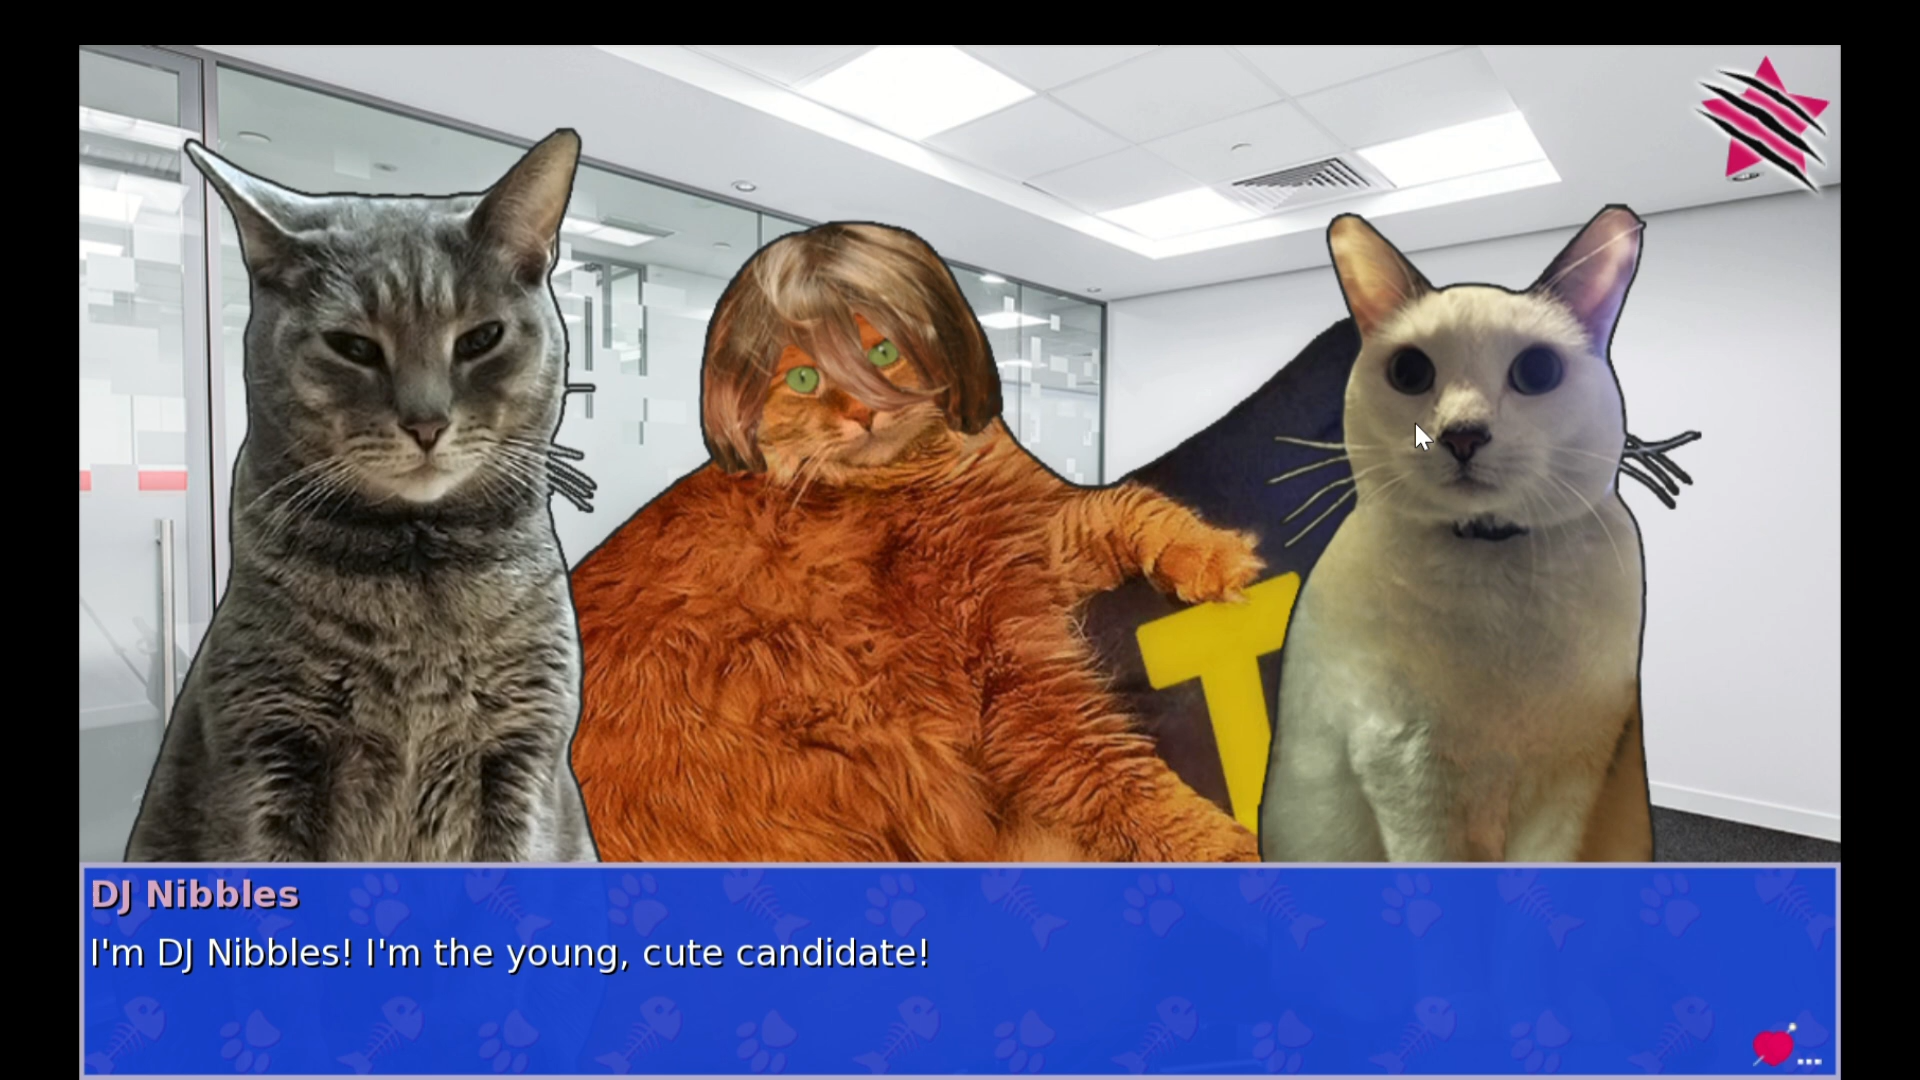 T
DJ Nibbles
I'm DJ Nibbles! I'm the young, cute candidate!
...